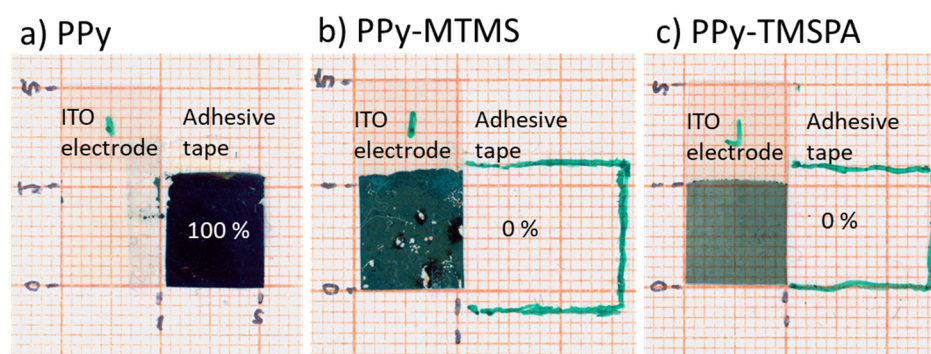 a) PPy
b) PPy-MTMS
c) PPy-TMSPA
ITO
electrode
Adhesive
tape
100 %
ITO
electrode
Adhesive
tape
0 %
ITO
electrode
Adhesive
tape
0 %